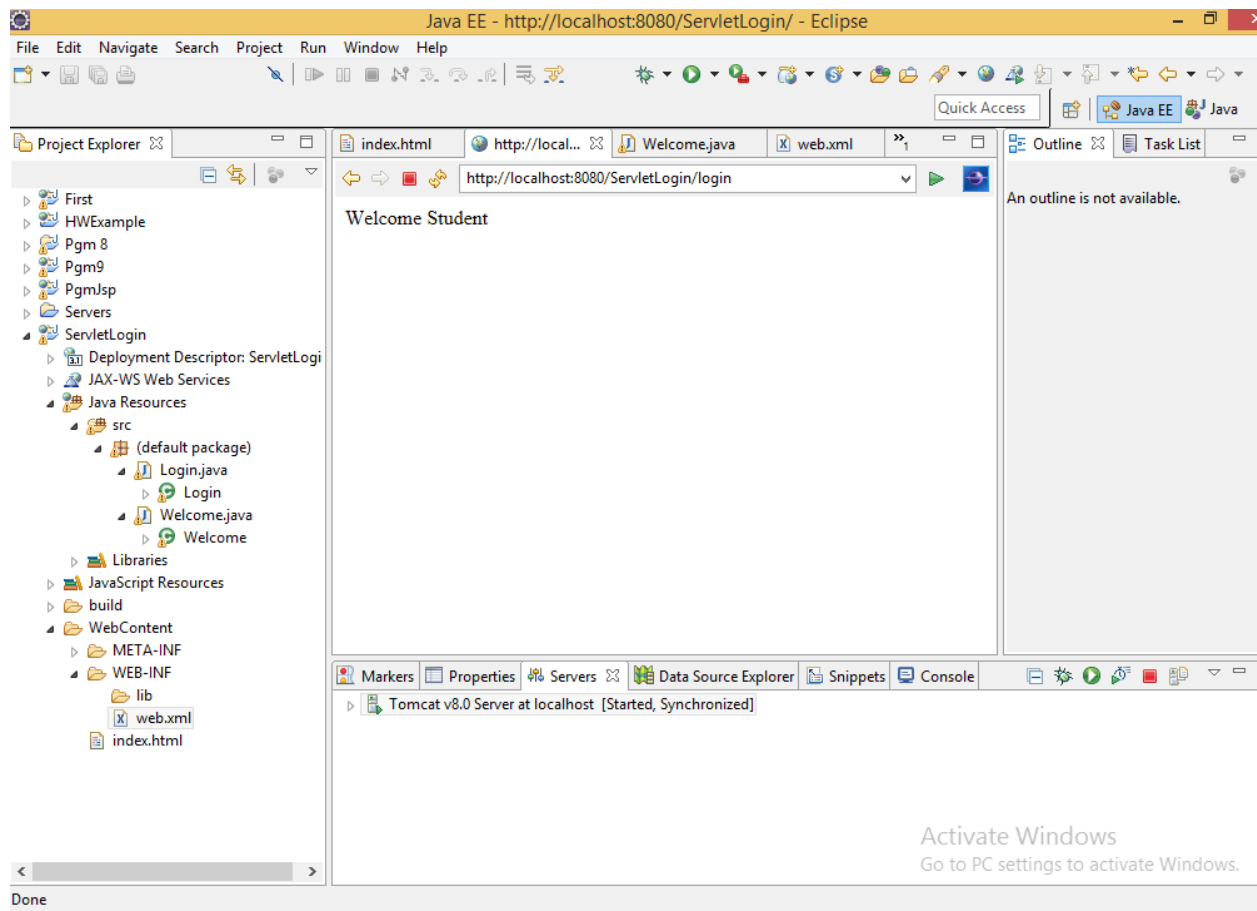 Java EE - http://localhost:8080/ServletLogin/ - Eclipse
File Edit Navigate Search Project Run Window Help
Quick Access
Java EE
Java
Project Explorer
First
HWExample
Pgm 8
Pgm9
PgmJsp
Servers
ServletLogin
3.1 Deployment Descriptor: ServletLogi
JAX-WS Web Services
Java Resources
src
(default package)
Login.java
Login
Welcome.java
Welcome
Libraries
JavaScript Resources
build
WebContent
META-INF
WEB-INF
lib
web.xml
index.html
index.html http://local... Welcome.java web.xml »1
http://localhost:8080/ServletLogin/login
Welcome Student
Outline Task List
An outline is not available.
Markers Properties Servers Data Source Explorer Snippets Console
Tomcat v8.0 Server at localhost [Started, Synchronized]
Activate Windows
Go to PC settings to activate Windows.
Done